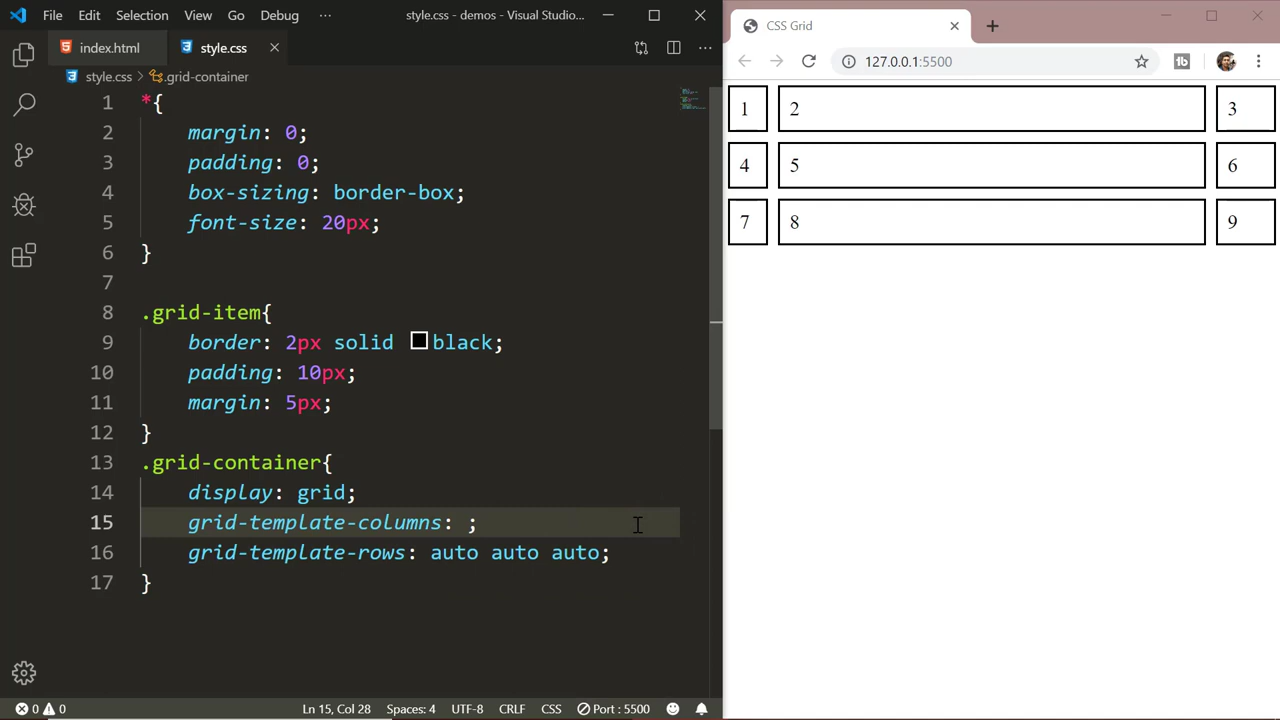 File Edit Selection View Go Debug ··· style.css - demos - Visual Studio...
index.html style.css
style.css > .grid-container
1 *{
2 margin: 0;
3 padding: 0;
4 box-sizing: border-box;
5 font-size: 20px;
6 }
7
8 .grid-item{
9 border: 2px solid black;
10 padding: 10px;
11 margin: 5px;
12 }
13 .grid-container{
14 display: grid;
15 grid-template-columns: ;
16 grid-template-rows: auto auto auto;
17 }
0 0 Ln 15, Col 28 Spaces: 4 UTF-8 CRLF CSS Port : 5500
CSS Grid
127.0.0.1:5500
1 2 3
4 5 6
7 8 9